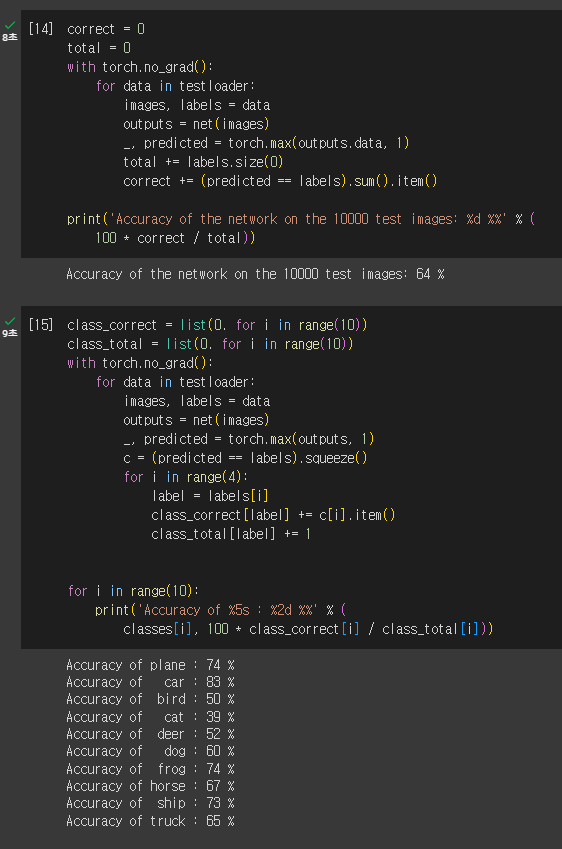 [14] correct = 0
8초
total = 0
with torch.no_grad():
for data in testloader:
images, labels = data
outputs = net(images)
_, predicted = torch.max(outputs.data, 1)
total += labels.size(0)
correct += (predicted == labels).sum().item()
print('Accuracy of the network on the 10000 test images: %d %%' % (
100 * correct / total))
Accuracy of the network on the 10000 test images: 64 %
[15] class_correct = list(0. for i in range(10))
9초
class_total = list(0. for i in range(10))
with torch.no_grad():
for data in testloader:
images, labels = data
outputs = net(images)
_, predicted = torch.max(outputs, 1)
c = (predicted == labels).squeeze()
for i in range(4):
label = labels[i]
class_correct[label] += c[i].item()
class_total[label] += 1
for i in range(10):
print('Accuracy of %5s : %2d %%' % (
classes[i], 100 * class_correct[i] / class_total[i]))
Accuracy of plane : 74 %
Accuracy of   car : 83 %
Accuracy of  bird : 50 %
Accuracy of   cat : 39 %
Accuracy of  deer : 52 %
Accuracy of   dog : 60 %
Accuracy of  frog : 74 %
Accuracy of horse : 67 %
Accuracy of  ship : 73 %
Accuracy of truck : 65 %